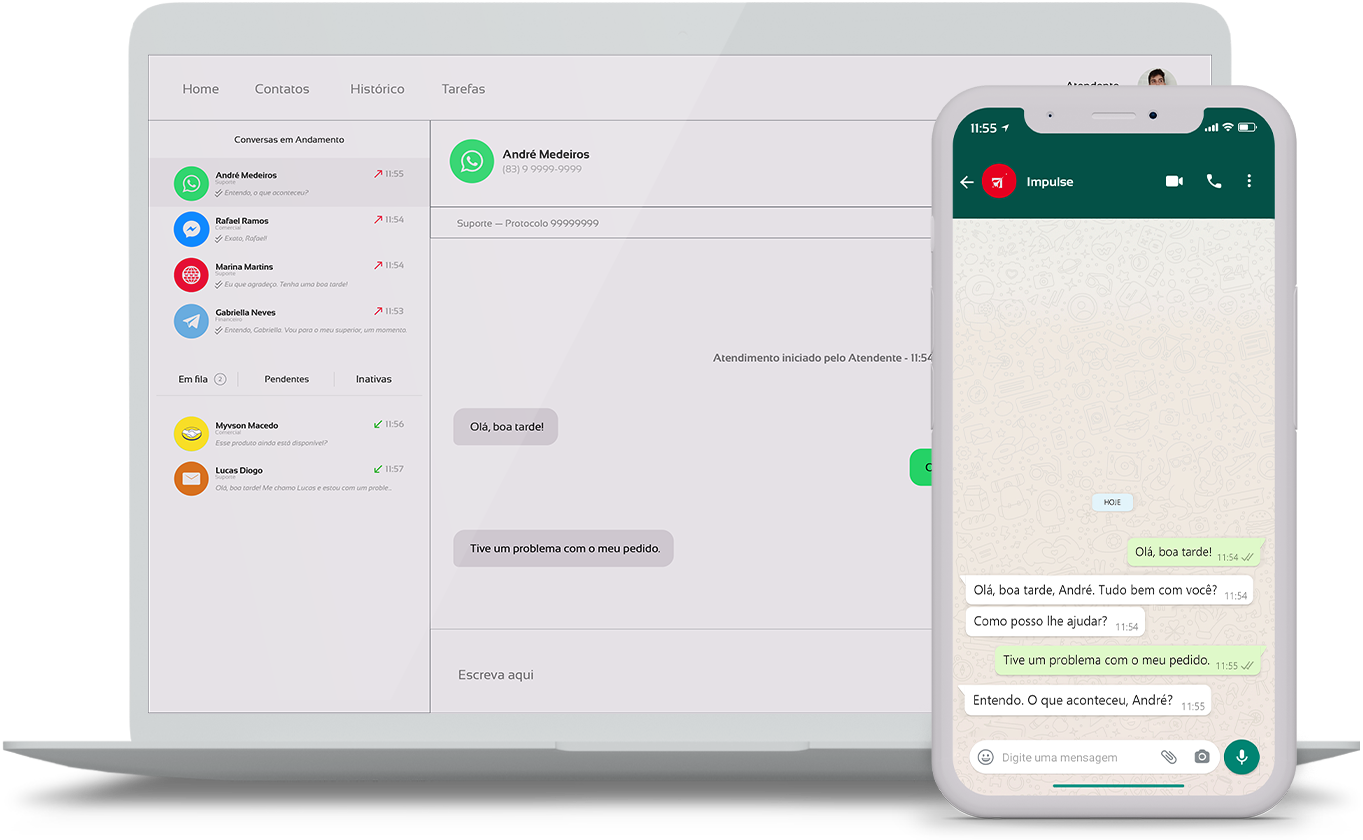 Home Contatos Histórico Tarefas
Atendente
Conversas em Andamento
André Medeiros 11:55
Suporte
Entendo, o que aconteceu?
Rafael Ramos 11:54
Comercial
Exato, Rafael!
Marina Martins 11:54
Suporte
Eu que agradeço. Tenha uma boa tarde!
Gabriella Neves 11:53
Financeiro
Entendo, Gabriella. Vou para o meu superior, um momento.
Em fila 2 Pendentes Inativas
Myvson Macedo 11:56
Comercial
Esse produto ainda está disponível?
Lucas Diogo 11:57
Suporte
Olá, boa tarde! Me chamo Lucas e estou com um proble...
André Medeiros
(83) 9 9999-9999
Suporte — Protocolo 99999999
Atendimento iniciado pelo Atendente - 11:54
Olá, boa tarde!
Tive um problema com o meu pedido.
Escreva aqui
11:55
Impulse
HOJE
Olá, boa tarde! 11:54
Olá, boa tarde, André. Tudo bem com você? 11:54
Como posso lhe ajudar? 11:54
Tive um problema com o meu pedido. 11:55
Entendo. O que aconteceu, André? 11:55
Digite uma mensagem